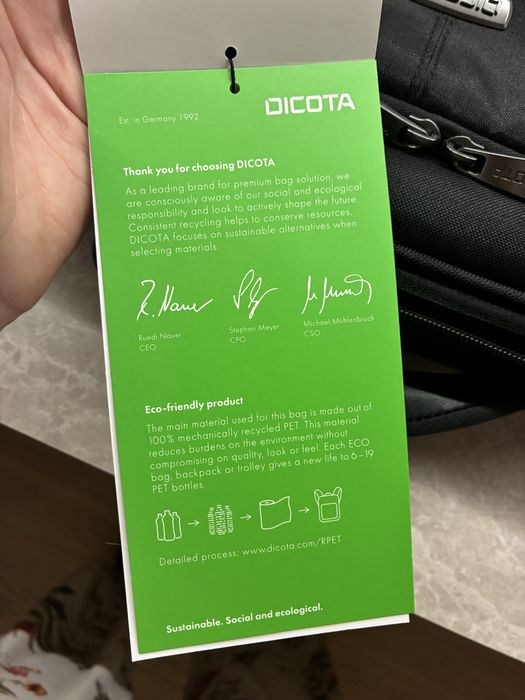 Est. in Germany 1992
DICOTA
Thank you for choosing DICOTA
As a leading brand for premium bag solution, we
are consciously aware of our social and ecological
responsibility and look to actively shape the future.
Consistent recycling helps to conserve resources.
DICOTA focuses on sustainable alternatives when
selecting materials.
R. Nauer
Ruedi Nauer
CEO
Stephan Meyer
CPO
Michael Mühlenbruch
CSO
Eco-friendly product
The main material used for this bag is made out of
100% mechanically recycled PET. This material
reduces burdens on the environment without
compromising on quality, look or feel. Each ECO
bag, backpack or trolley gives a new life to 6–19
PET bottles.
Detailed process: www.dicota.com/RPET
Sustainable. Social and ecological.